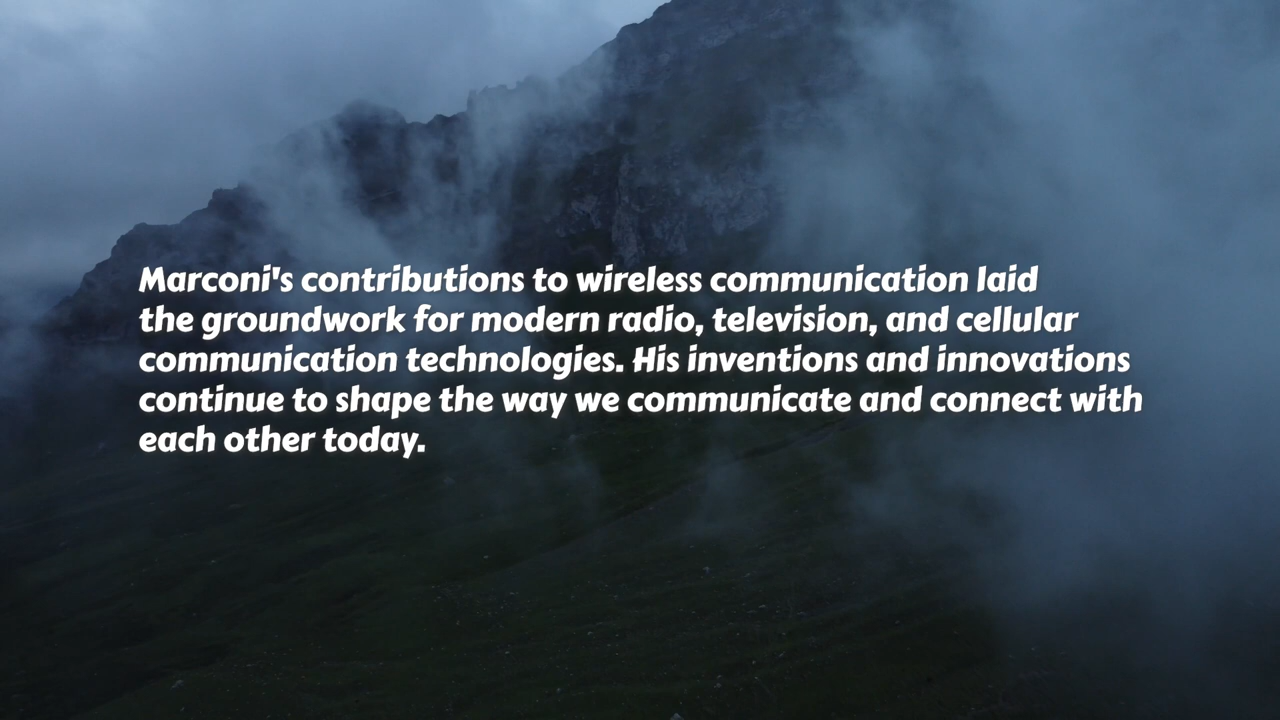 Marconi's contributions to wireless communication laid
the groundwork for modern radio, television, and cellular
communication technologies. His inventions and innovations
continue to shape the way we communicate and connect with
each other today.